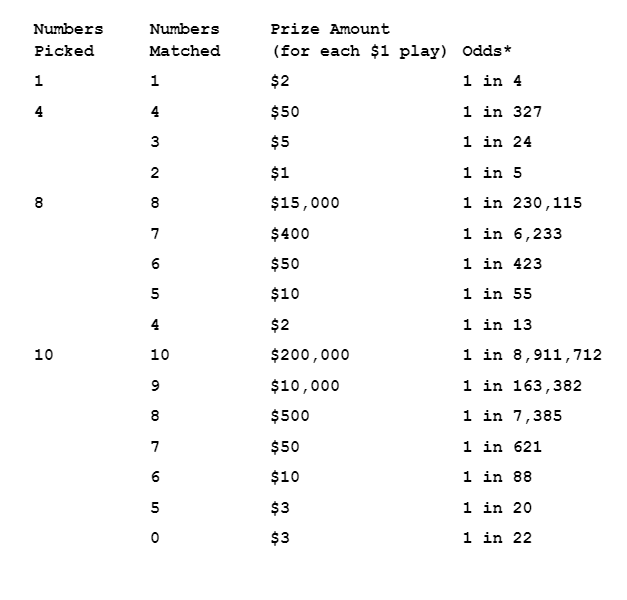 Numbers Numbers Prize Amount
Picked Matched (for each $1 play) Odds*
1 1 $2 1 in 4
4 4 $50 1 in 327
3 $5 1 in 24
2 $1 1 in 5
8 8 $15,000 1 in 230,115
7 $400 1 in 6,233
6 $50 1 in 423
5 $10 1 in 55
4 $2 1 in 13
10 10 $200,000 1 in 8,911,712
9 $10,000 1 in 163,382
8 $500 1 in 7,385
7 $50 1 in 621
6 $10 1 in 88
5 $3 1 in 20
0 $3 1 in 22